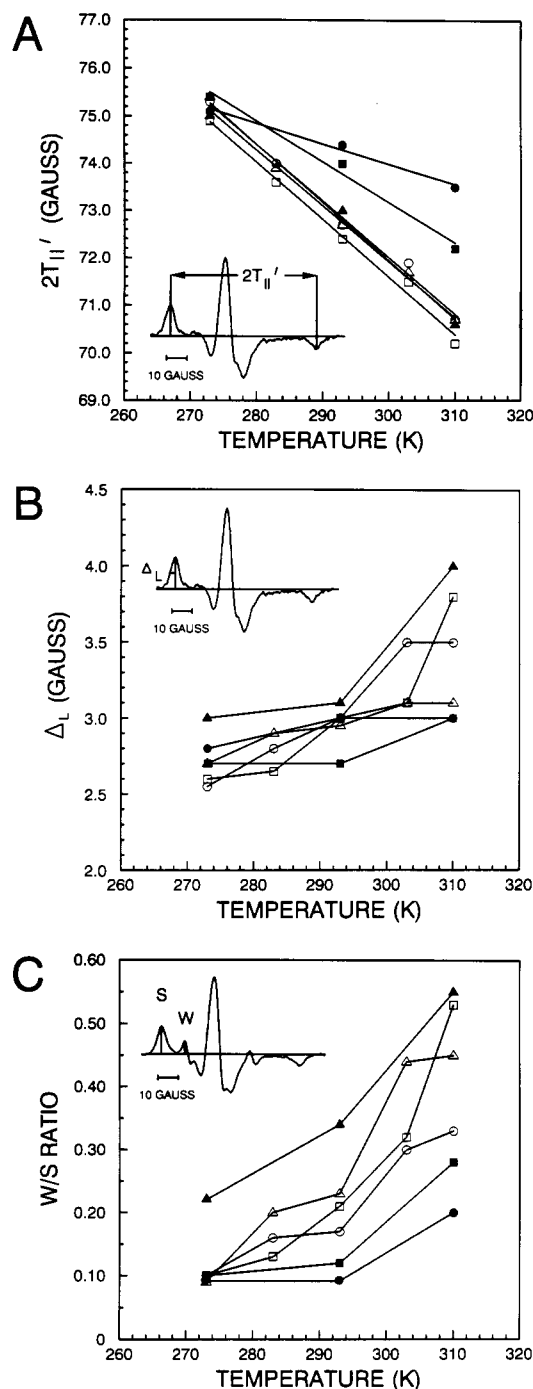 A
2T||' (GAUSS)
77.0
76.0
75.0
74.0
73.0
72.0
71.0
70.0
69.0
2T||'
10 GAUSS
260 270 280 290 300 310 320
TEMPERATURE (K)
B
Δ L (GAUSS)
4.5
4.0
3.5
3.0
2.5
2.0
Δ L
10 GAUSS
260 270 280 290 300 310 320
TEMPERATURE (K)
C
W/S RATIO
0.60
0.50
0.40
0.30
0.20
0.10
0
S
W
10 GAUSS
260 270 280 290 300 310 320
TEMPERATURE (K)